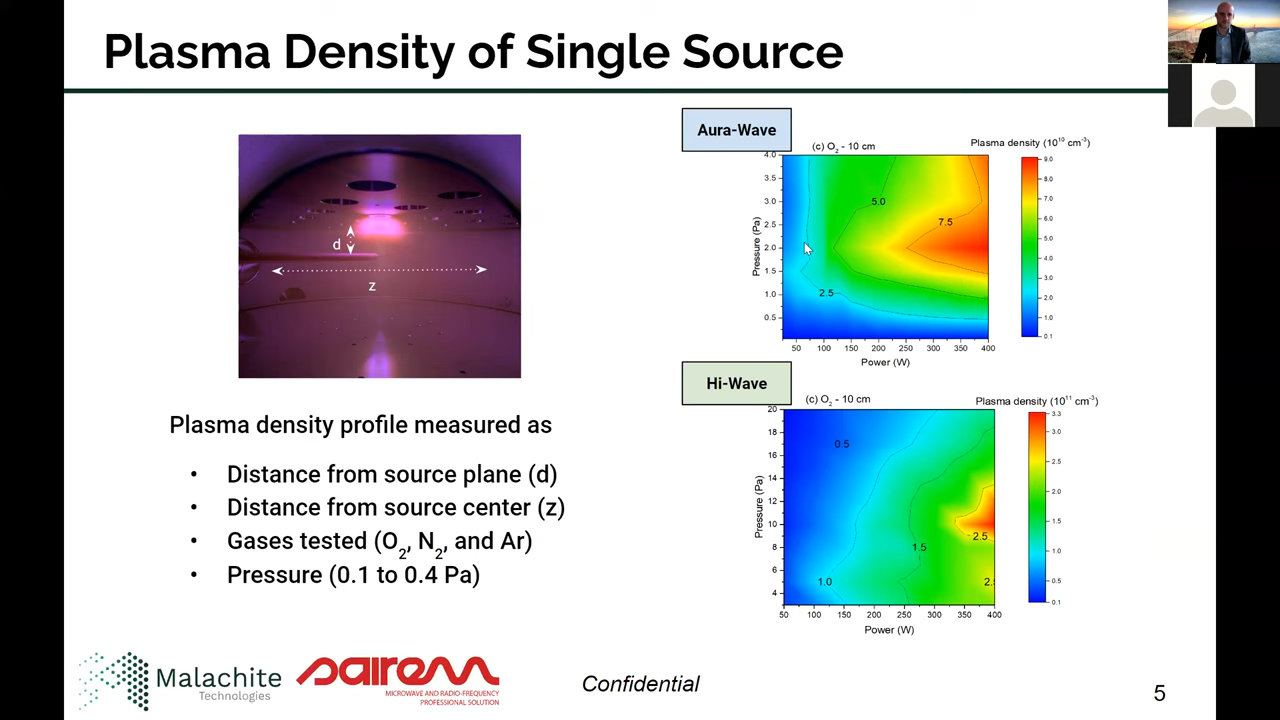 Plasma Density of Single Source
d
z
Plasma density profile measured as
• Distance from source plane (d)
• Distance from source center (z)
• Gases tested (O2, N2, and Ar)
• Pressure (0.1 to 0.4 Pa)
Aura-Wave
(c) O2 - 10 cm
Plasma density (10^10 cm^-3)
Pressure (Pa)
4.0
3.5
3.0
2.5
2.0
1.5
1.0
0.5
5.0
7.5
2.5
50 100 150 200 250 300 350 400
Power (W)
9.0
8.0
7.0
6.0
5.0
4.0
3.0
2.0
1.0
0.1
Hi-Wave
(c) O2 - 10 cm
Plasma density (10^11 cm^-3)
Pressure (Pa)
20
18
16
14
12
10
8
6
4
0.5
2.5
1.5
1.0
2.
50 100 150 200 250 300 350 400
Power (W)
3.3
3.0
2.5
2.0
1.5
1.0
0.5
0.1
Malachite
Technologies
sairem
MICROWAVE AND RADIO-FREQUENCY
PROFESSIONAL SOLUTION
Confidential
5